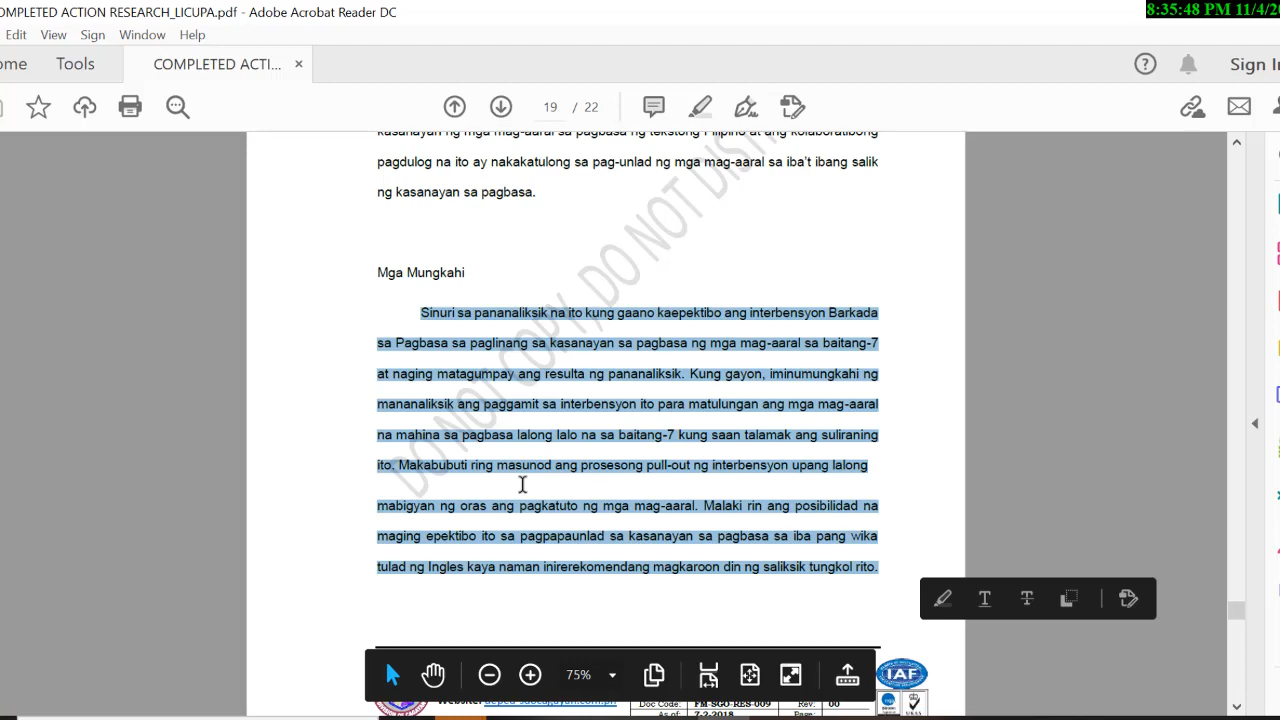 OMPLETED ACTION RESEARCH_LICUPA.pdf - Adobe Acrobat Reader DC
8:35:48 PM 11/4/2
Edit View Sign Window Help
ome Tools COMPLETED ACTI... × Sign In
19 / 22
kasanayan ng mga mag-aaral sa pagbasa ng tekstong Filipino at ang kolaboratibong
pagdulog na ito ay nakakatulong sa pag-unlad ng mga mag-aaral sa iba't ibang salik
ng kasanayan sa pagbasa.
Mga Mungkahi
Sinuri sa pananaliksik na ito kung gaano kaepektibo ang interbensyon Barkada
sa Pagbasa sa paglinang sa kasanayan sa pagbasa ng mga mag-aaral sa baitang-7
at naging matagumpay ang resulta ng pananaliksik. Kung gayon, iminumungkahi ng
mananaliksik ang paggamit sa interbensyon ito para matulungan ang mga mag-aaral
na mahina sa pagbasa lalong lalo na sa baitang-7 kung saan talamak ang suliraning
ito. Makabubuti ring masunod ang prosesong pull-out ng interbensyon upang lalong
mabigyan ng oras ang pagkatuto ng mga mag-aaral. Malaki rin ang posibilidad na
maging epektibo ito sa pagpapaunlad sa kasanayan sa pagbasa sa iba pang wika
tulad ng Ingles kaya naman inirerekomendang magkaroon din ng saliksik tungkol rito.
DO NOT COPY, DO NOT DIST
75%
IAF
Doc Code: FM-SGO-RES-009 Rev: 00
As of: 7-2-2018 Page: